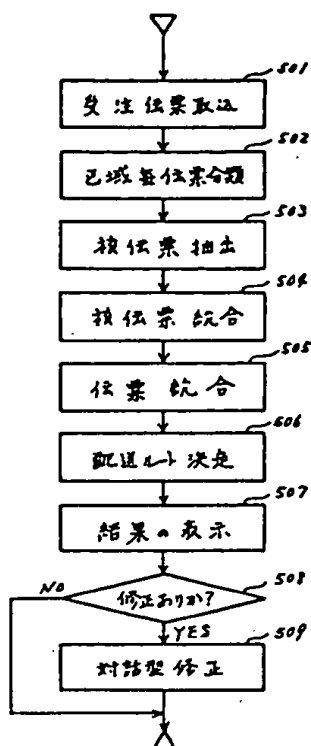 501
受注伝票取込
502
区域毎伝票分類
503
核伝票抽出
504
核伝票統合
505
伝票統合
506
配送ルート決定
507
結果の表示
508
NO
修正ありか?
YES
509
対話型修正